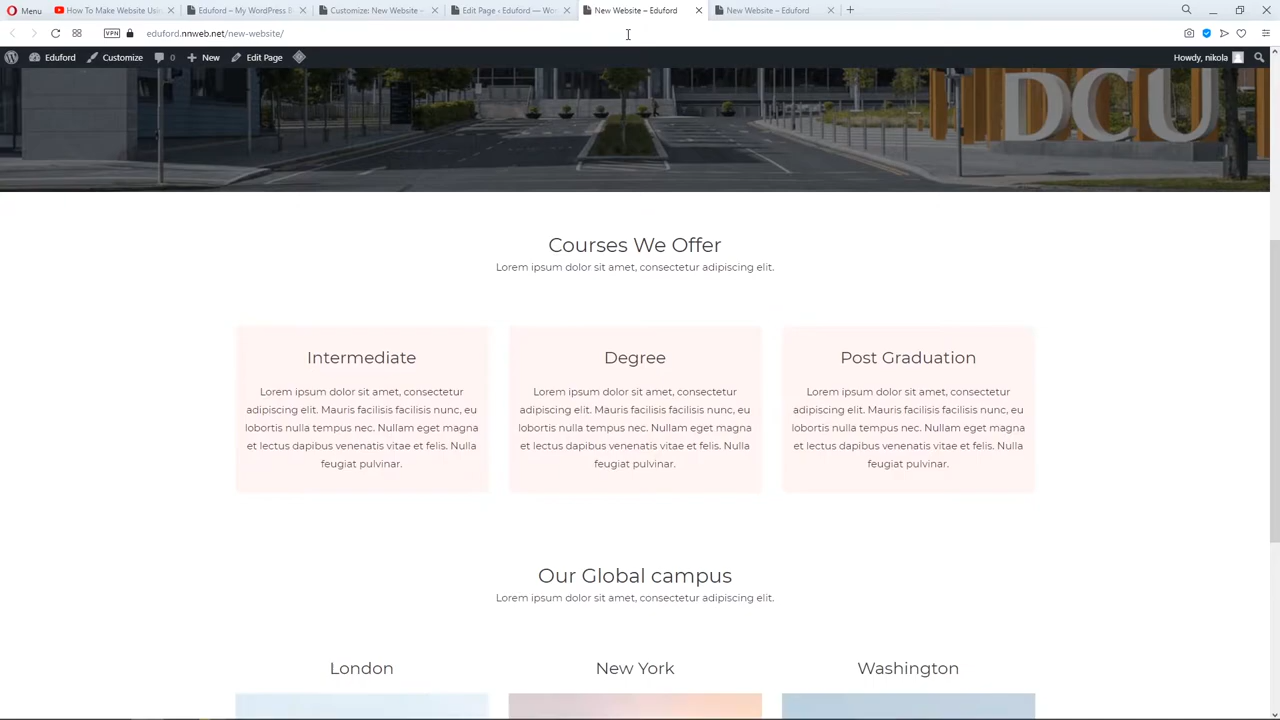 Menu
How To Make Website Usin
Eduford – My WordPress B
Customize: New Website –
Edit Page ‹ Eduford — Wor
New Website – Eduford
New Website – Eduford
VPN
eduford.nnweb.net/new-website/
Eduford
Customize
0
New
Edit Page
Howdy, nikola
DCU
Courses We Offer
Lorem ipsum dolor sit amet, consectetur adipiscing elit.
Intermediate
Lorem ipsum dolor sit amet, consectetur
adipiscing elit. Mauris facilisis facilisis nunc, eu
lobortis nulla tempus nec. Nullam eget magna
et lectus dapibus venenatis vitae et felis. Nulla
feugiat pulvinar.
Degree
Lorem ipsum dolor sit amet, consectetur
adipiscing elit. Mauris facilisis facilisis nunc, eu
lobortis nulla tempus nec. Nullam eget magna
et lectus dapibus venenatis vitae et felis. Nulla
feugiat pulvinar.
Post Graduation
Lorem ipsum dolor sit amet, consectetur
adipiscing elit. Mauris facilisis facilisis nunc, eu
lobortis nulla tempus nec. Nullam eget magna
et lectus dapibus venenatis vitae et felis. Nulla
feugiat pulvinar.
Our Global campus
Lorem ipsum dolor sit amet, consectetur adipiscing elit.
London
New York
Washington